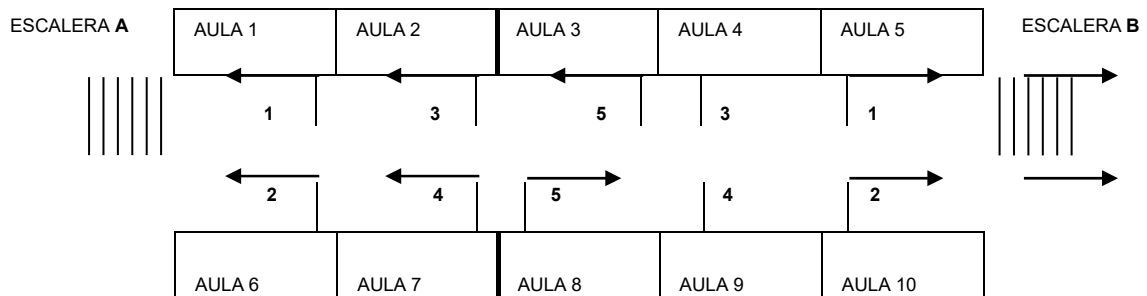 ESCALERA A
AULA 1
AULA 2
AULA 3
AULA 4
AULA 5
ESCALERA B
1
3
5
3
1
2
4
5
4
2
AULA 6
AULA 7
AULA 8
AULA 9
AULA 10